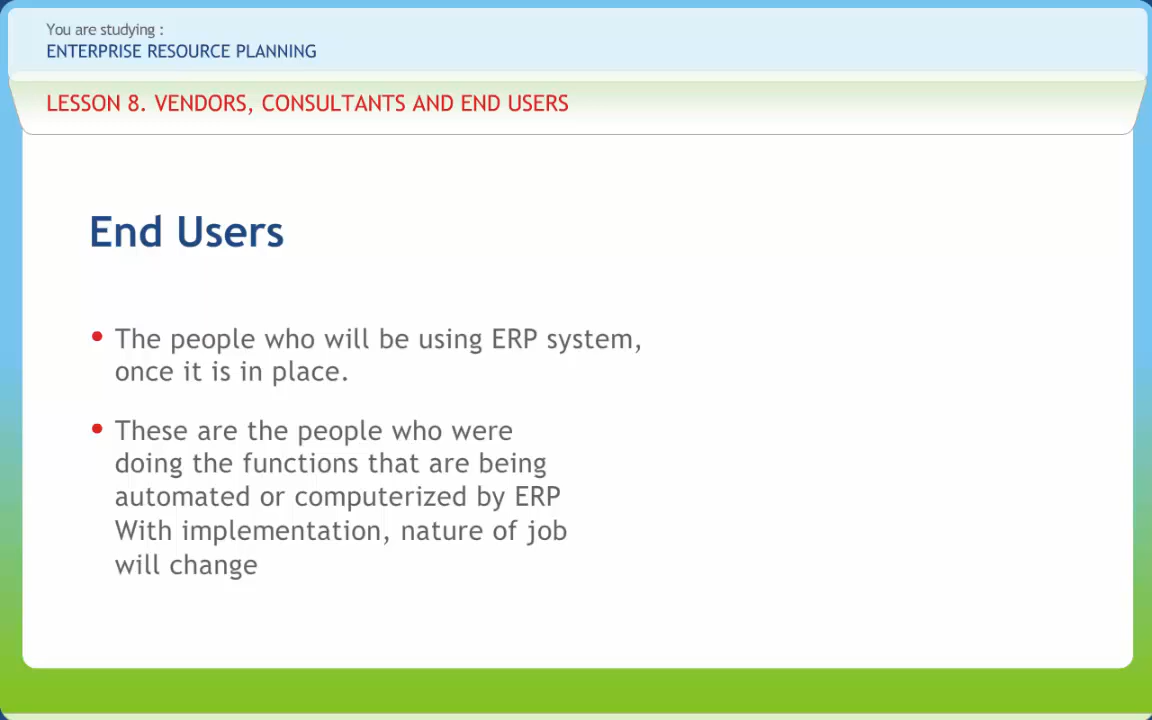 You are studying :
ENTERPRISE RESOURCE PLANNING
LESSON 8. VENDORS, CONSULTANTS AND END USERS
End Users
• The people who will be using ERP system,
once it is in place.
• These are the people who were
doing the functions that are being
automated or computerized by ERP
With implementation, nature of job
will change